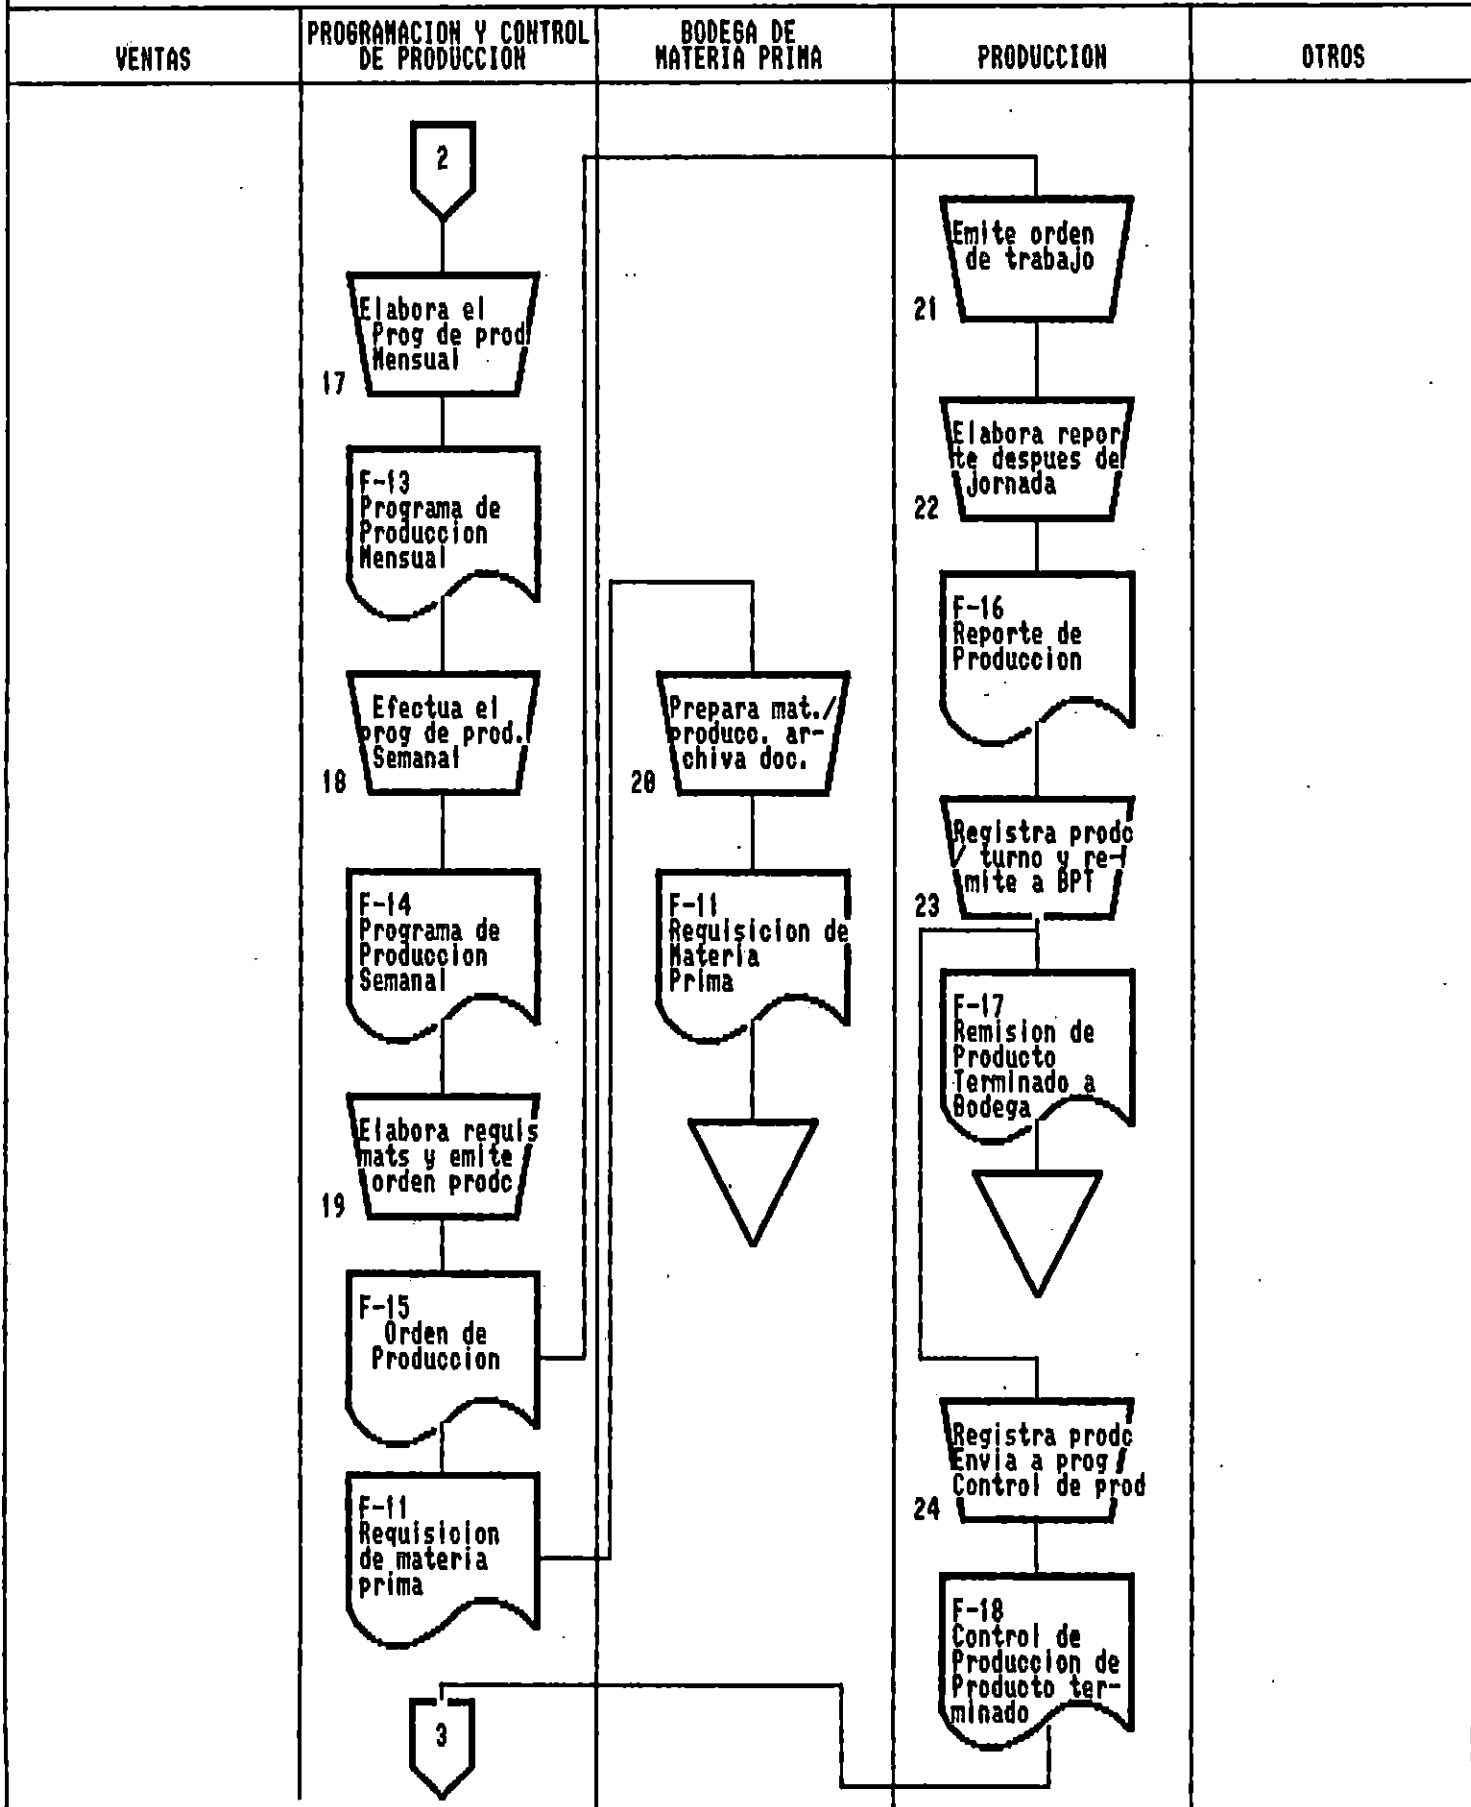 VENTAS
PROGRAMACION Y CONTROL
DE PRODUCCION
BODEGA DE
MATERIA PRIMA
PRODUCCION
OTROS
2
Elabora el
Prog de prod
Mensual
17
F-13
Programa de
Produccion
Mensual
Efectua el
prog de prod.
Semanal
18
F-14
Programa de
Produccion
Semanal
Elabora requis
mats y emite
orden prodc
19
F-15
Orden de
Produccion
F-11
Requisicion
de materia
prima
3
Prepara mat./
producc. ar-
chiva doc.
20
F-11
Requisicion de
Materia
Prima
Emite orden
de trabajo
21
Elabora repor
te despues de
jornada
22
F-16
Reporte de
Produccion
Registra prodc
/ turno y re-
mite a BPT
23
F-17
Remision de
Producto
Terminado a
Bodega
Registra prodc
Envia a prog
Control de prod
24
F-18
Control de
Produccion de
Producto ter-
minado